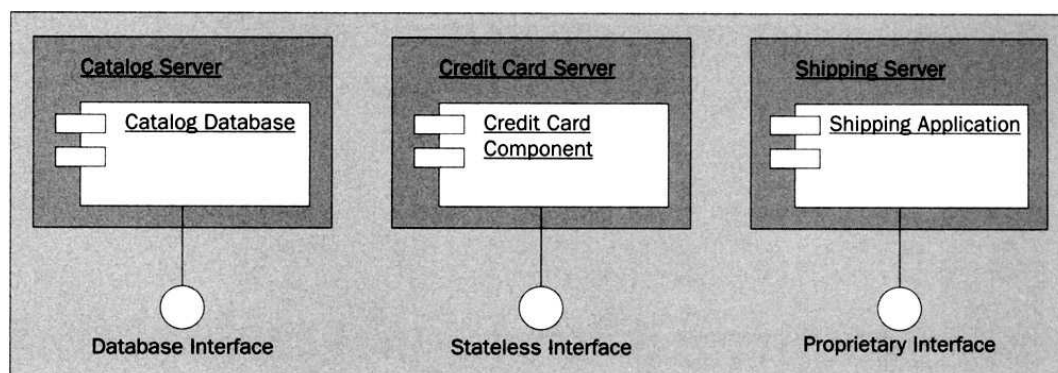 Catalog Server
Catalog Database
Credit Card Server
Credit Card
Component
Shipping Server
Shipping Application
Database Interface
Stateless Interface
Proprietary Interface